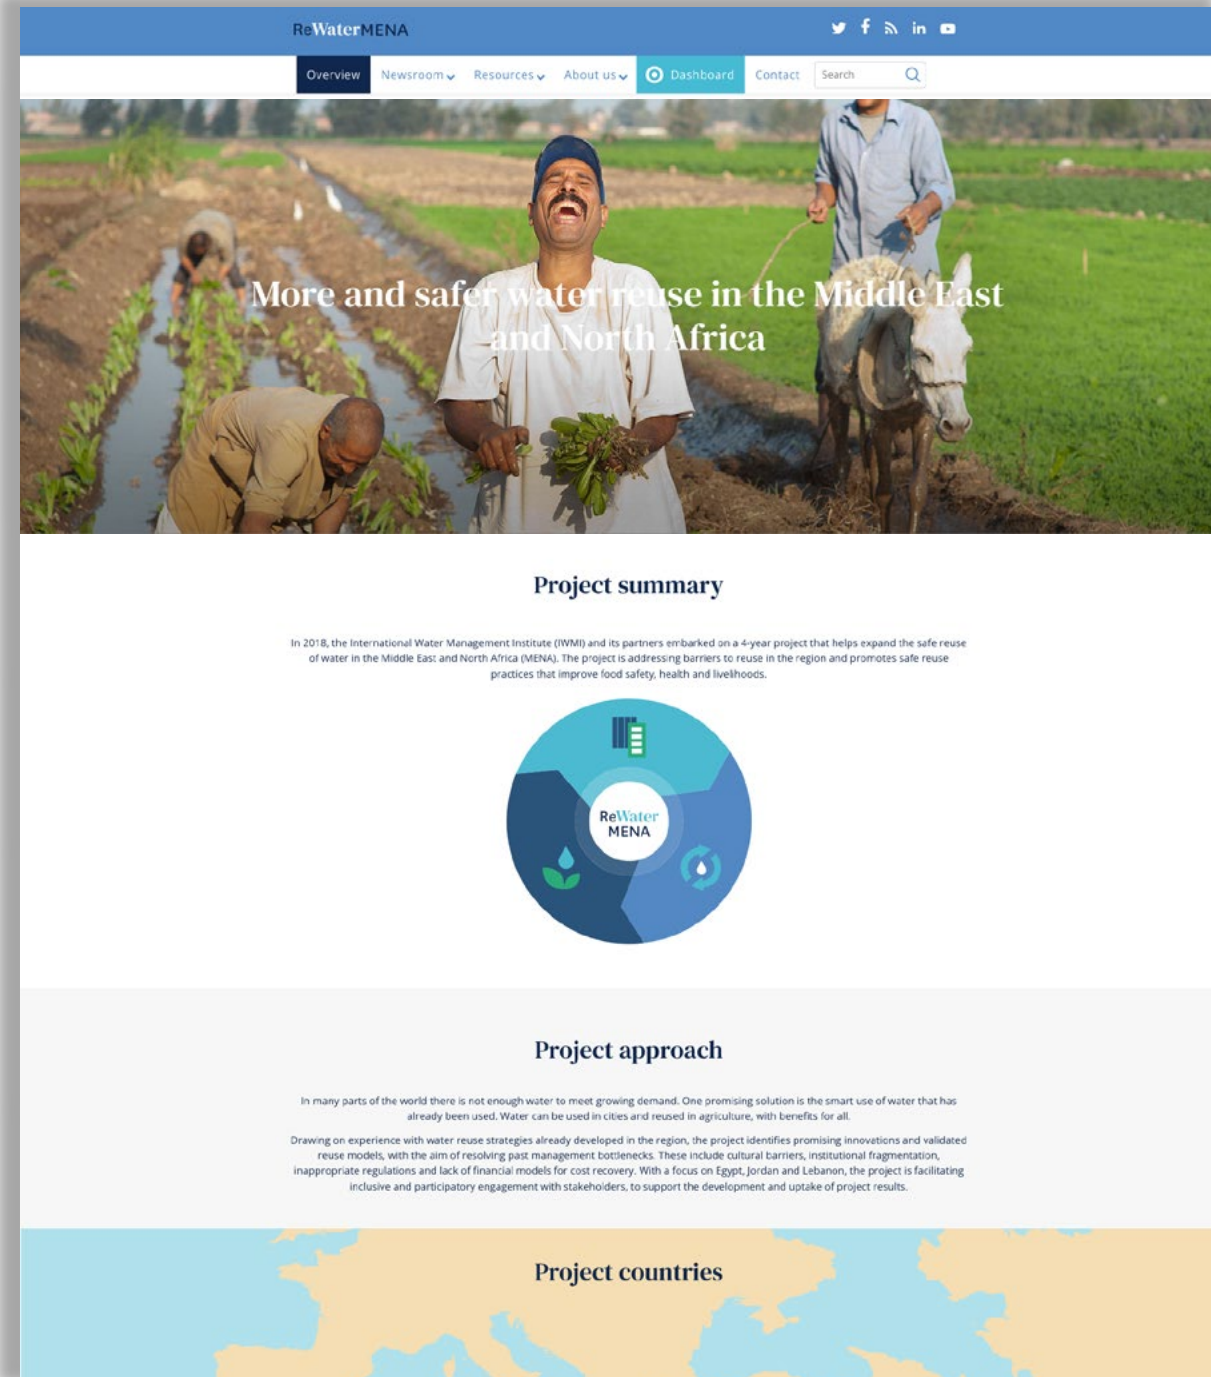 ReWaterMENA
Overview Newsroom Resources About us Dashboard Contact Search
More and safer water reuse in the Middle East
and North Africa
Project summary
In 2018, the International Water Management Institute (IWMI) and its partners embarked on a 4-year project that helps expand the safe reuse
of water in the Middle East and North Africa (MENA). The project is addressing barriers to reuse in the region and promotes safe reuse
practices that improve food safety, health and livelihoods.
ReWater
MENA
Project approach
In many parts of the world there is not enough water to meet growing demand. One promising solution is the smart use of water that has
already been used. Water can be used in cities and reused in agriculture, with benefits for all.
Drawing on experience with water reuse strategies already developed in the region, the project identifies promising innovations and validated
reuse models, with the aim of resolving past management bottlenecks. These include cultural barriers, institutional fragmentation,
inappropriate regulations and lack of financial models for cost recovery. With a focus on Egypt, Jordan and Lebanon, the project is facilitating
inclusive and participatory engagement with stakeholders, to support the development and uptake of project results.
Project countries